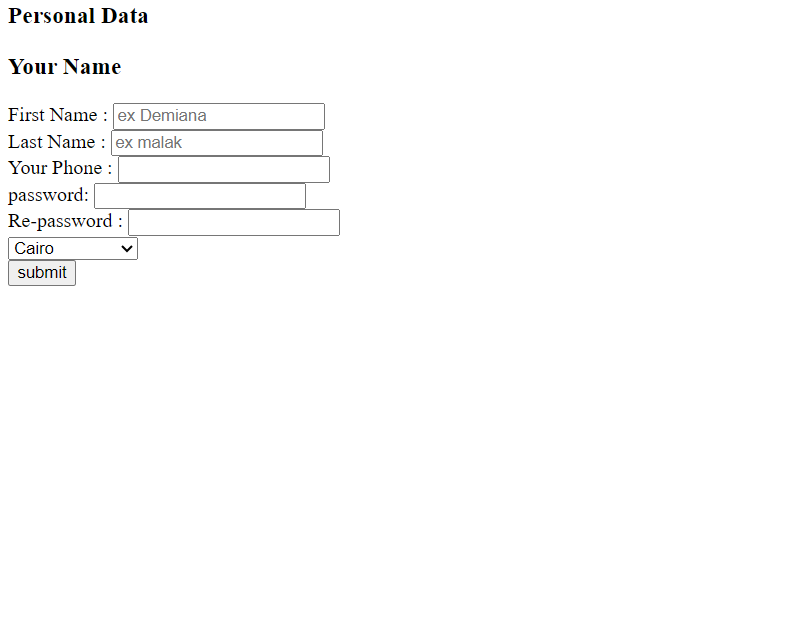 Personal Data
Your Name
First Name : ex Demiana
Last Name : ex malak
Your Phone :
password:
Re-password :
Cairo
submit